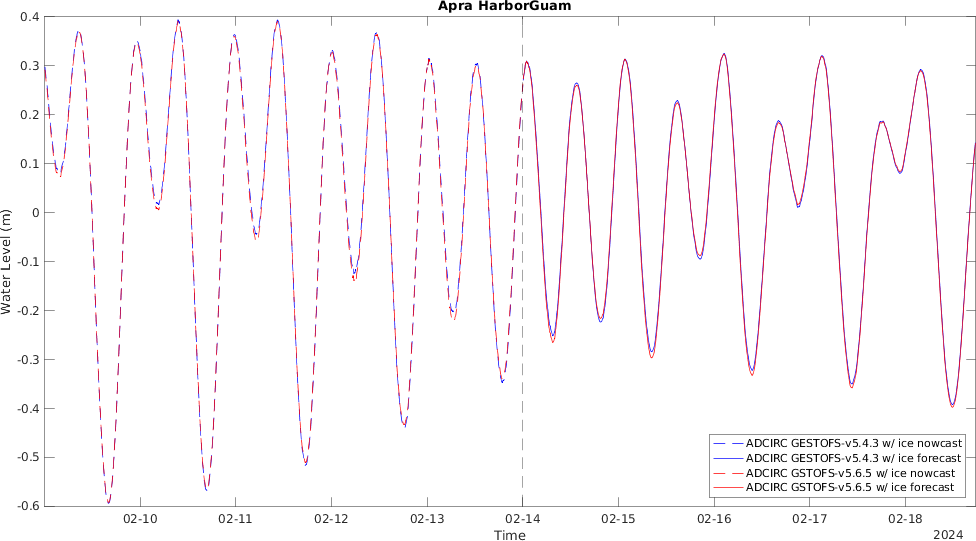 Apra HarborGuam
0.4
0.3
0.2
0.1
0
-0.1
-0.2
-0.3
-0.4
-0.5
-0.6
Water Level (m)
ADCIRC GESTOFS-v5.4.3 w/ ice nowcast
ADCIRC GESTOFS-v5.4.3 w/ ice forecast
ADCIRC GSTOFS-v5.6.5 w/ ice nowcast
ADCIRC GSTOFS-v5.6.5 w/ ice forecast
02-10 02-11 02-12 02-13 02-14 02-15 02-16 02-17 02-18
Time
2024